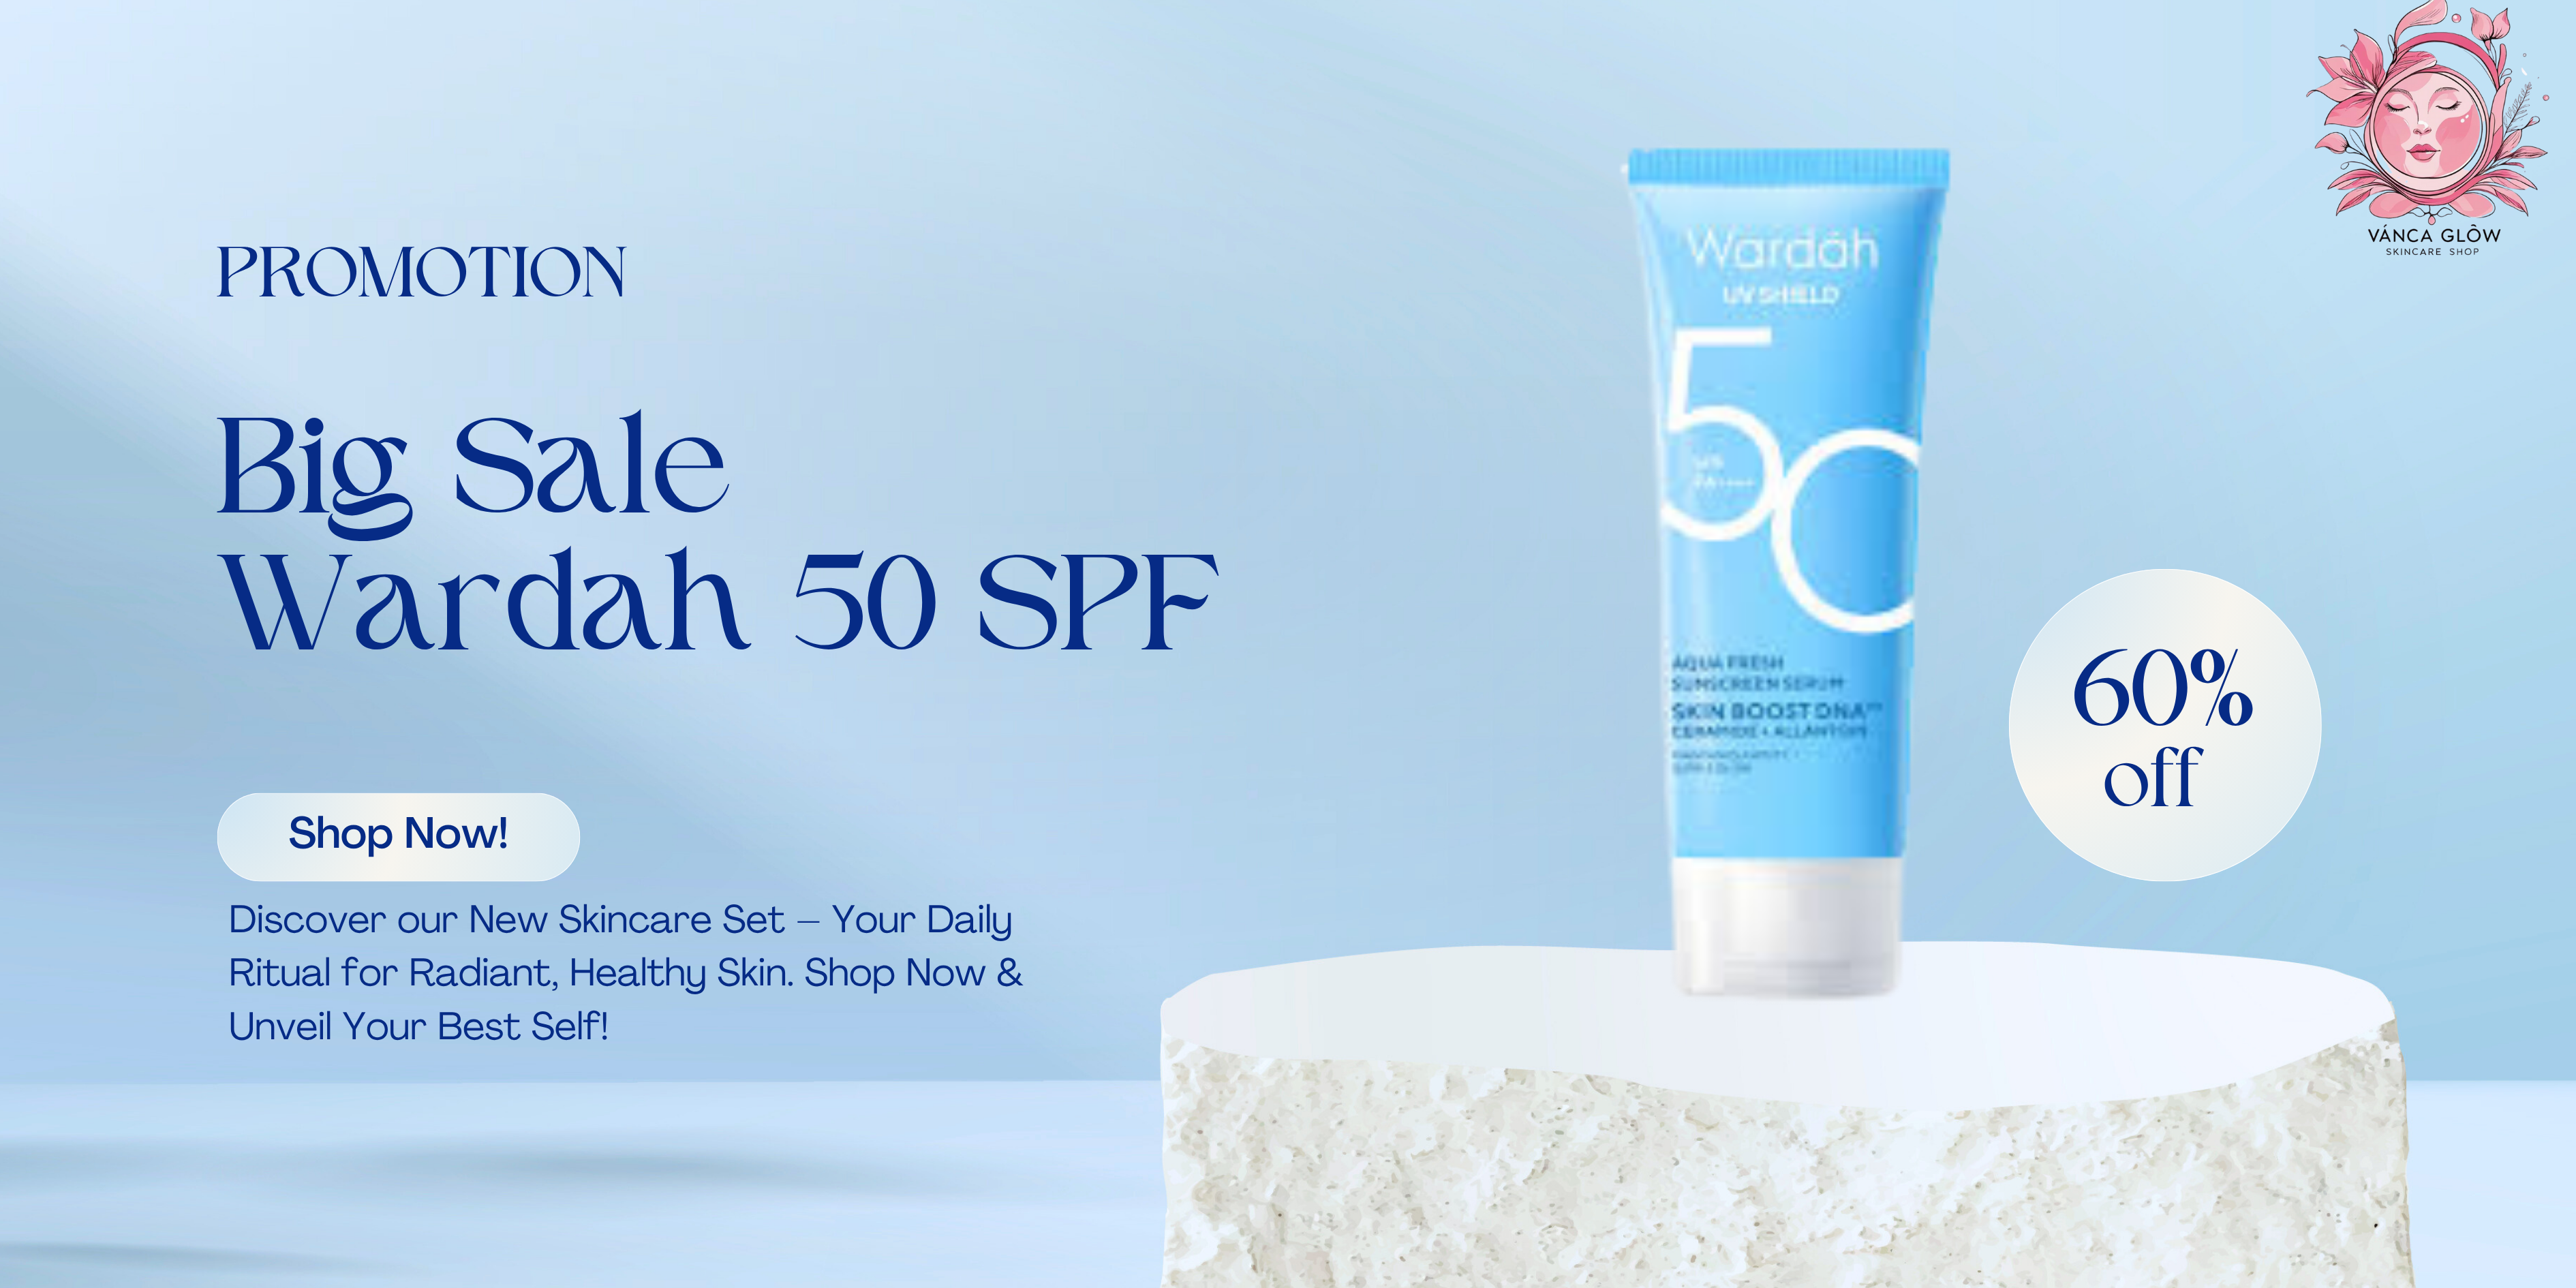 VÁNCA GLÔW
SKINCARE SHOP
PROMOTION
Big Sale
Wardah 50 SPF
Shop Now!
Discover our New Skincare Set – Your Daily
Ritual for Radiant, Healthy Skin. Shop Now &
Unveil Your Best Self!
Wardah
UV SHIELD
50
AQUA FRESH
SUNSCREEN SERUM
SKIN BOOST DNA
CERAMIDE + ALLANTOIN
60%
off